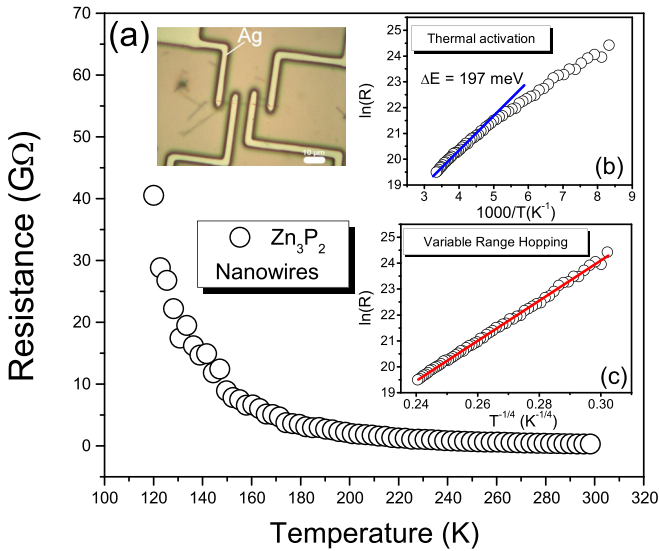 70
60
50
40
30
20
10
0
Resistance (GΩ)
(a)
Ag
10 µm
Zn₃P₂
Nanowires
100 120 140 160 180 200 220 240 260 280 300 320
Temperature (K)
25
24
23
22
21
20
19
ln(R)
Thermal activation
ΔE = 197 meV
(b)
3 4 5 6 7 8 9
1000/T(K⁻¹)
25
24
23
22
21
20
19
ln(R)
Variable Range Hopping
(c)
0.24 0.26 0.28 0.30
T⁻¹/⁴ (K⁻¹/⁴)